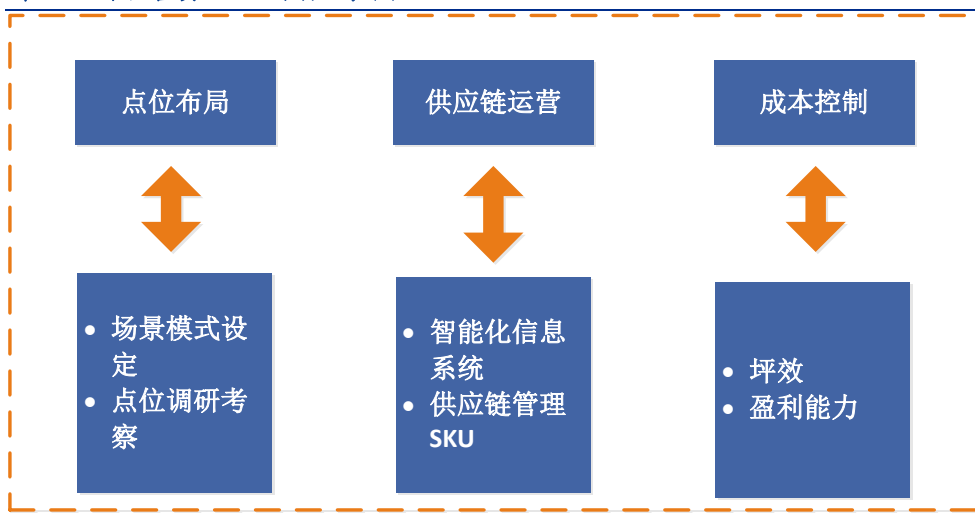 点位布局
供应链运营
成本控制
• 场景模式设
定
• 点位调研考
察
• 智能化信息
系统
• 供应链管理
SKU
• 坪效
• 盈利能力